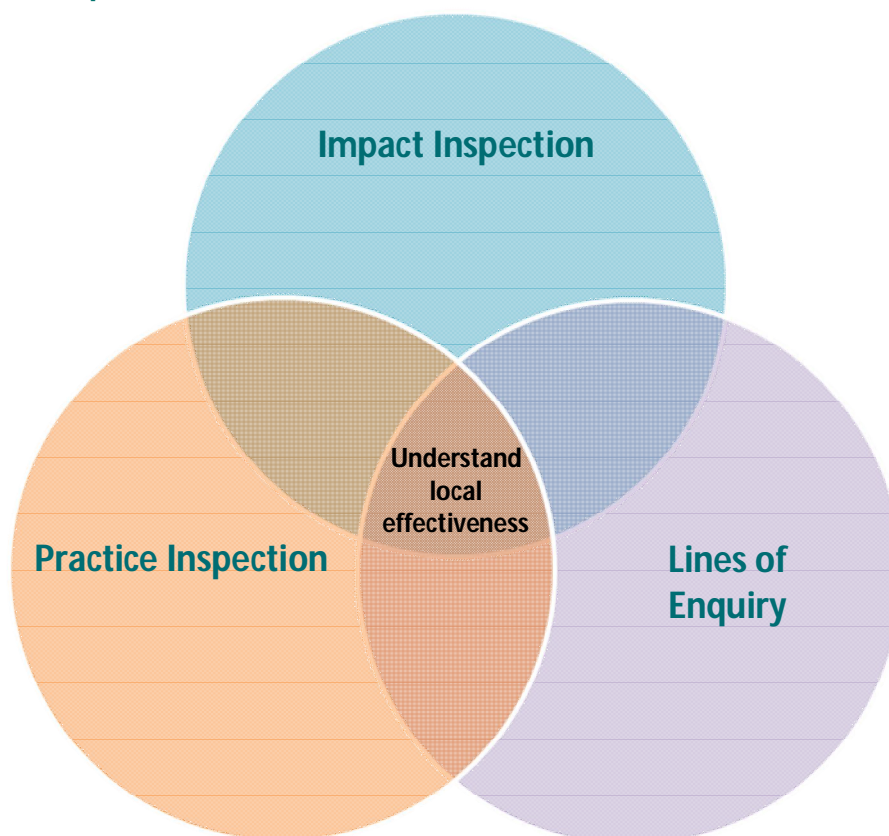 Impact Inspection
Understand
local
effectiveness
Practice Inspection
Lines of
Enquiry